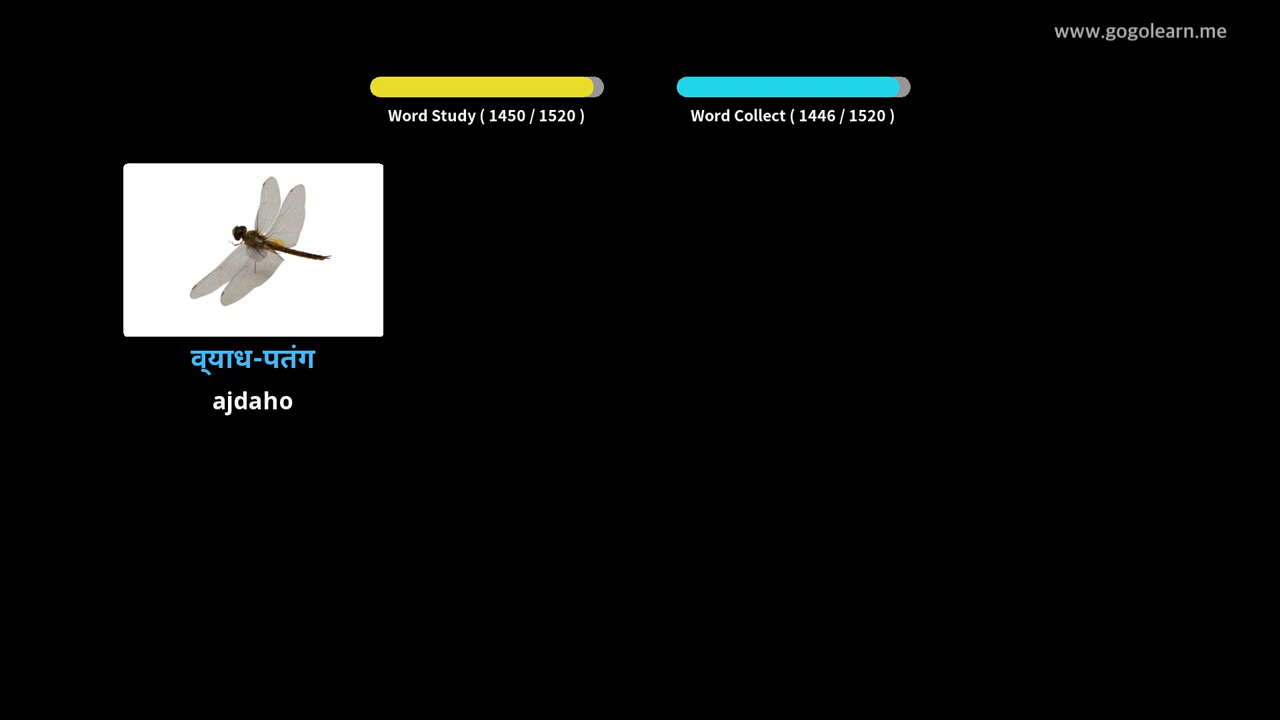 www.gogolearn.me
Word Study ( 1450 / 1520 )
Word Collect ( 1446 / 1520 )
व्याध-पतंग
ajdaho